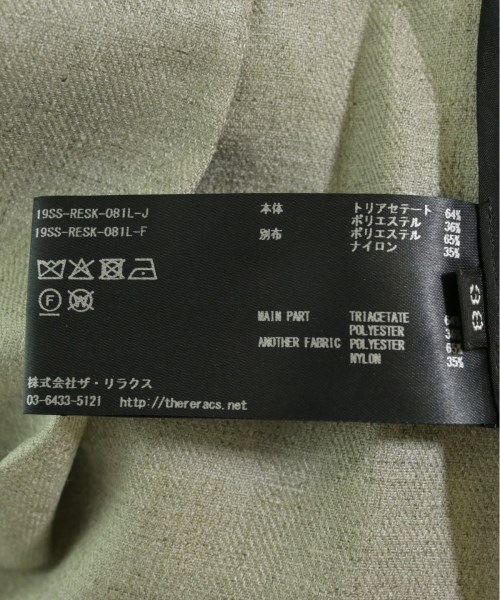 19SS-RESK-081L-J
19SS-RESK-081L-F
本体 トリアセテート 64%
ポリエステル 36%
別布 ポリエステル 65%
ナイロン 35%
F
W
MAIN PART TRIACETATE
POLYESTER
ANOTHER FABRIC POLYESTER
NYLON 35%
38
株式会社ザ・リラクス
03-6433-5121 http://thereracs.net